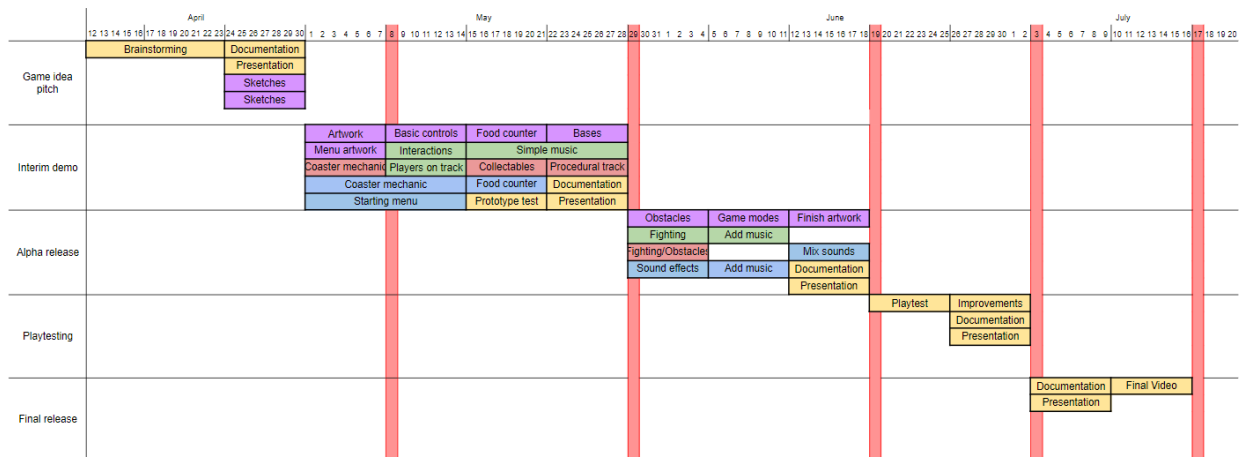 April May June July
12 13 14 15 16 17 18 19 20 21 22 23 24 25 26 27 28 29 30 1 2 3 4 5 6 7 8 9 10 11 12 13 14 15 16 17 18 19 20 21 22 23 24 25 26 27 28 29 30 31 1 2 3 4 5 6 7 8 9 10 11 12 13 14 15 16 17 18 19 20 21 22 23 24 25 26 27 28 29 30 1 2 3 4 5 6 7 8 9 10 11 12 13 14 15 16 17 18 19 20
Game idea
pitch
Brainstorming Documentation
Presentation
Sketches
Sketches
Interim demo
Artwork Basic controls Food counter Bases
Menu artwork Interactions Simple music
Coaster mechanic Players on track Collectables Procedural track
Coaster mechanic Food counter Documentation
Starting menu Prototype test Presentation
Alpha release
Obstacles Game modes Finish artwork
Fighting Add music
Fighting/Obstacles Mix sounds
Sound effects Add music Documentation
Presentation
Playtesting
Playtest Improvements
Documentation
Presentation
Final release
Documentation Final Video
Presentation